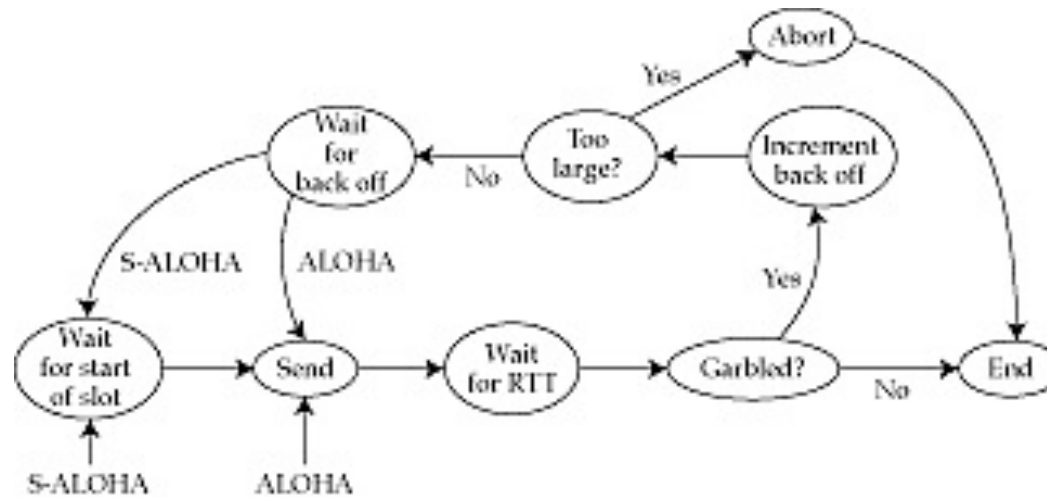 Abort
Yes
Wait
for
back off
Too
large?
Increment
back off
No
S-ALOHA
ALOHA
Yes
Wait
for start
of slot
Send
Wait
for RTT
Garbled?
No
End
S-ALOHA
ALOHA